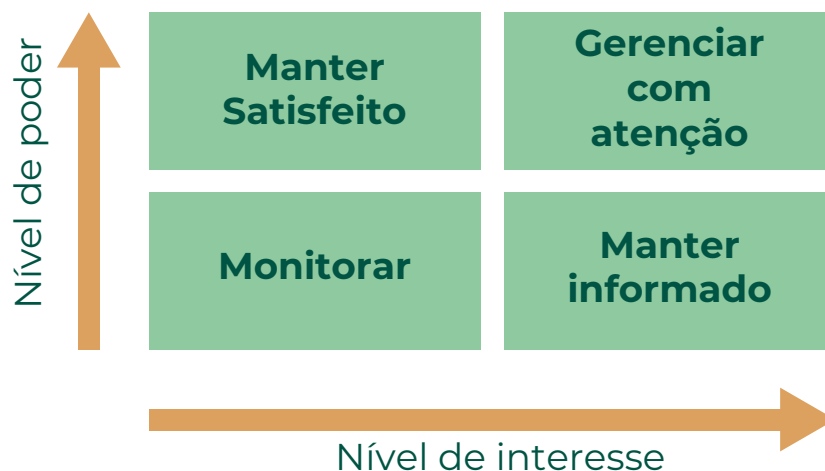 Nível de poder
Manter
Satisfeito
Gerenciar
com
atenção
Monitorar
Manter
informado
Nível de interesse